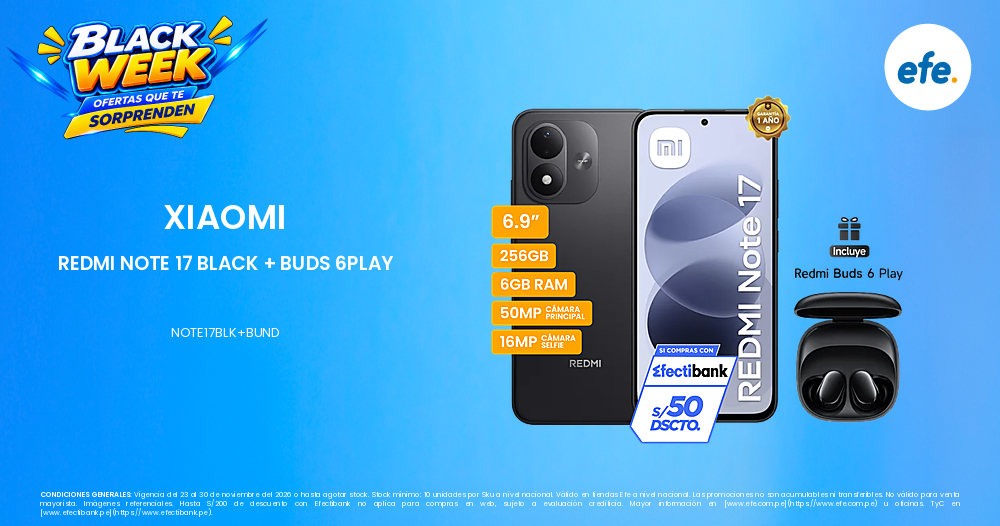 BLACK
WEEK
OFERTAS QUE TE
SORPRENDEN
efe.
XIAOMI
REDMI NOTE 17 BLACK + BUDS 6PLAY
NOTE17BLK+BUND
GARANTÍA
1 AÑO
6.9”
256GB
6GB RAM
50MP CÁMARA PRINCIPAL
16MP CÁMARA SELFIE
REDMI
REDMI Note 17
SI COMPRAS CON
Efectibank
S/50
DSCTO.
Incluye
Redmi Buds 6 Play
CONDICIONES GENERALES: Vigencia del 23 al 30 de noviembre del 2026 o hasta agotar stock. Stock mínimo: 10 unidades por Sku a nivel nacional. Válido en tiendas Efe a nivel nacional. Las promociones no son acumulables ni transferibles. No válido para venta
mayorista. Imágenes referenciales. Hasta S/200 de descuento con Efectibank no aplica para compras en web, sujeto a evaluación crediticia. Mayor información en [www.efe.com.pe](https://www.efe.com.pe) u oficinas. TyC en
[www.efectibank.pe](https://www.efectibank.pe).